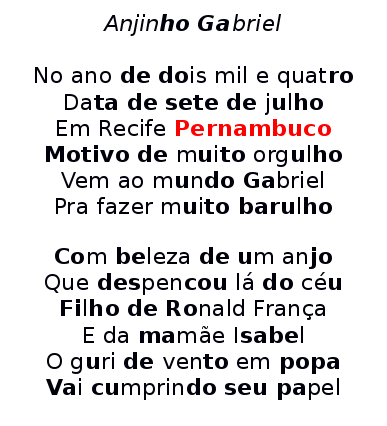 Anjinho Gabriel
No ano de dois mil e quatro
Data de sete de julho
Em Recife Pernambuco
Motivo de muito orgulho
Vem ao mundo Gabriel
Pra fazer muito barulho
Com beleza de um anjo
Que despencou lá do céu
Filho de Ronald França
E da mamãe Isabel
O guri de vento em popa
Vai cumprindo seu papel